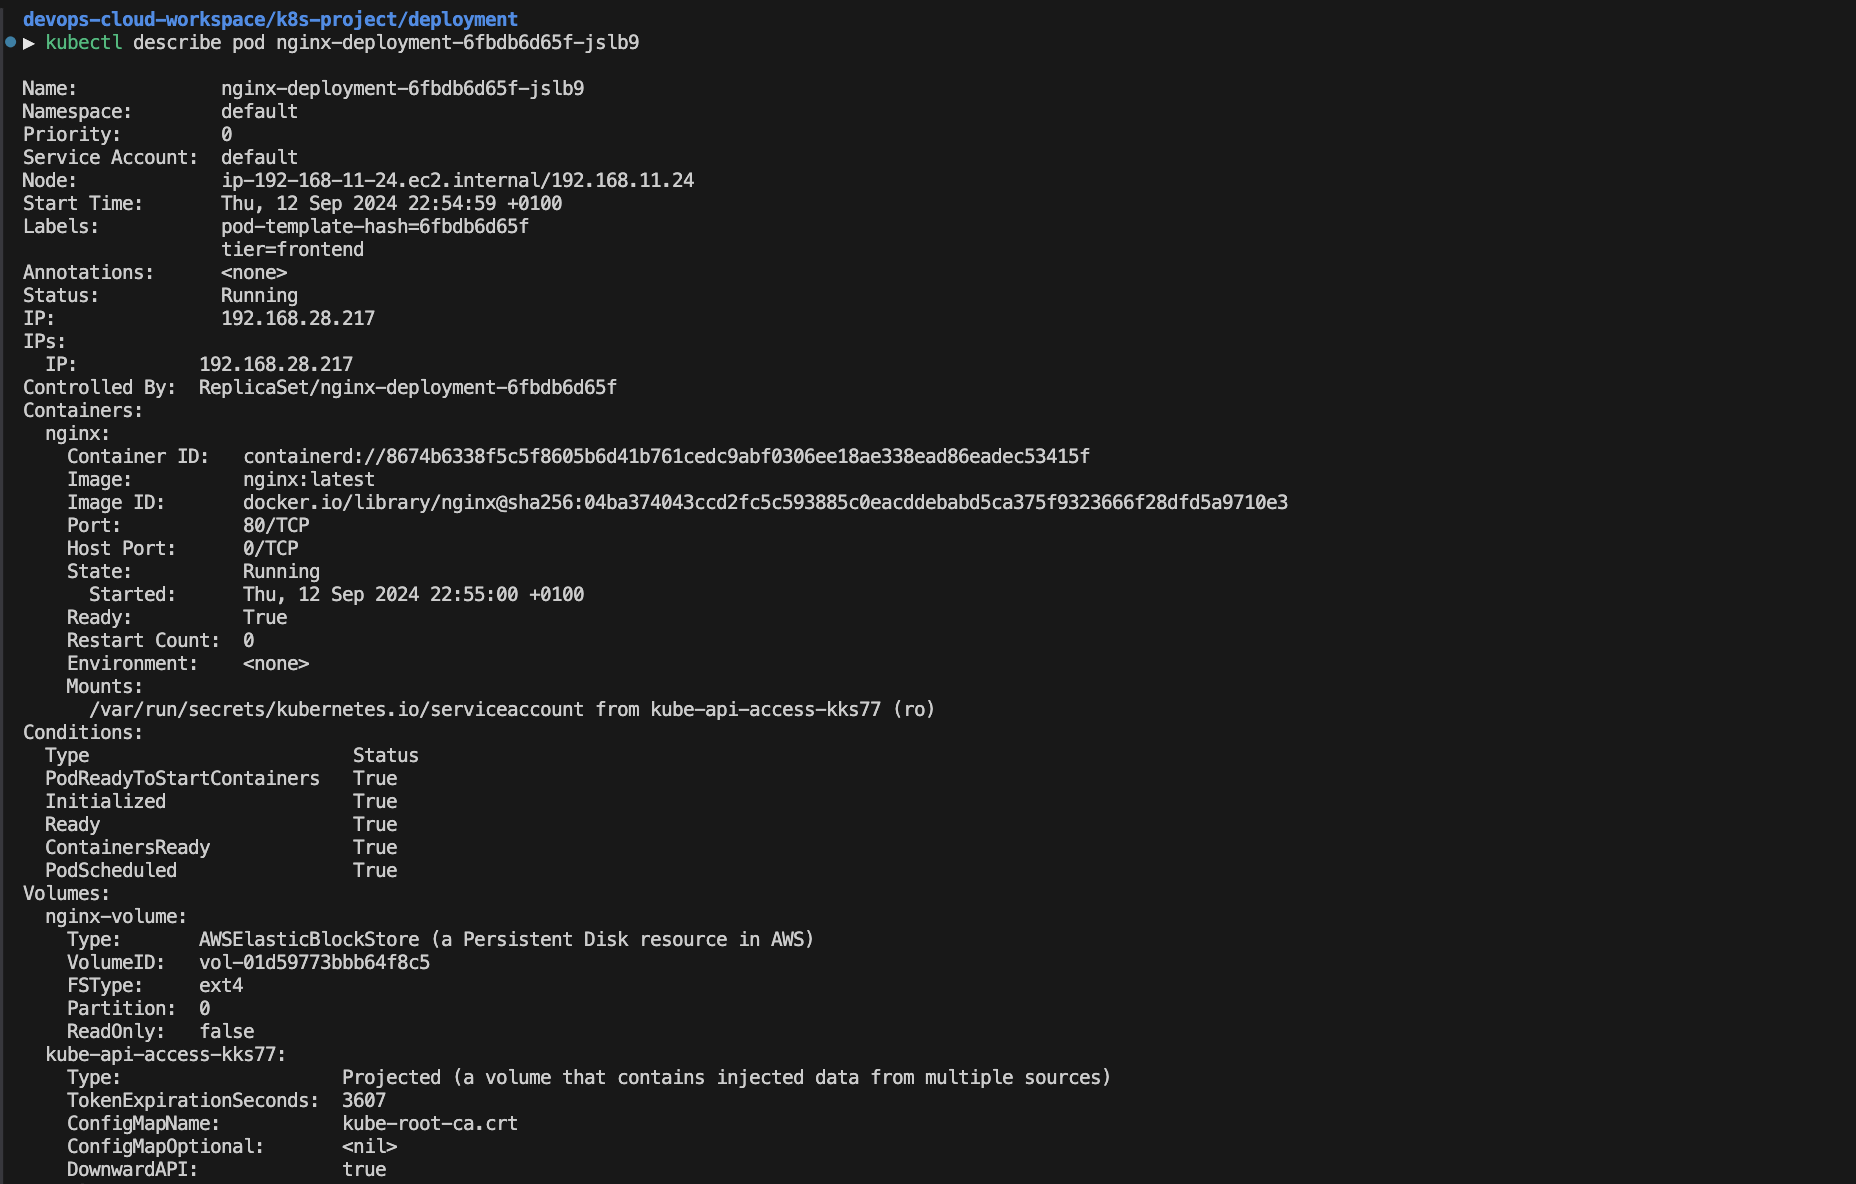 devops-cloud-workspace/k8s-project/deployment
▶ kubectl describe pod nginx-deployment-6fbdb6d65f-jslb9
Name:             nginx-deployment-6fbdb6d65f-jslb9
Namespace:        default
Priority:         0
Service Account:  default
Node:             ip-192-168-11-24.ec2.internal/192.168.11.24
Start Time:       Thu, 12 Sep 2024 22:54:59 +0100
Labels:           pod-template-hash=6fbdb6d65f
                  tier=frontend
Annotations:      <none>
Status:           Running
IP:               192.168.28.217
IPs:
  IP:           192.168.28.217
Controlled By:  ReplicaSet/nginx-deployment-6fbdb6d65f
Containers:
  nginx:
    Container ID:   containerd://8674b6338f5c5f8605b6d41b761cedc9abf0306ee18ae338ead86eadec53415f
    Image:          nginx:latest
    Image ID:       docker.io/library/nginx@sha256:04ba374043ccd2fc5c593885c0eacddebabd5ca375f9323666f28dfd5a9710e3
    Port:           80/TCP
    Host Port:      0/TCP
    State:          Running
      Started:      Thu, 12 Sep 2024 22:55:00 +0100
    Ready:          True
    Restart Count:  0
    Environment:    <none>
    Mounts:
      /var/run/secrets/kubernetes.io/serviceaccount from kube-api-access-kks77 (ro)
Conditions:
  Type                        Status
  PodReadyToStartContainers   True
  Initialized                 True
  Ready                       True
  ContainersReady             True
  PodScheduled                True
Volumes:
  nginx-volume:
    Type:       AWSElasticBlockStore (a Persistent Disk resource in AWS)
    VolumeID:   vol-01d59773bbb64f8c5
    FSType:     ext4
    Partition:  0
    ReadOnly:   false
  kube-api-access-kks77:
    Type:                    Projected (a volume that contains injected data from multiple sources)
    TokenExpirationSeconds:  3607
    ConfigMapName:           kube-root-ca.crt
    ConfigMapOptional:       <nil>
    DownwardAPI:             true